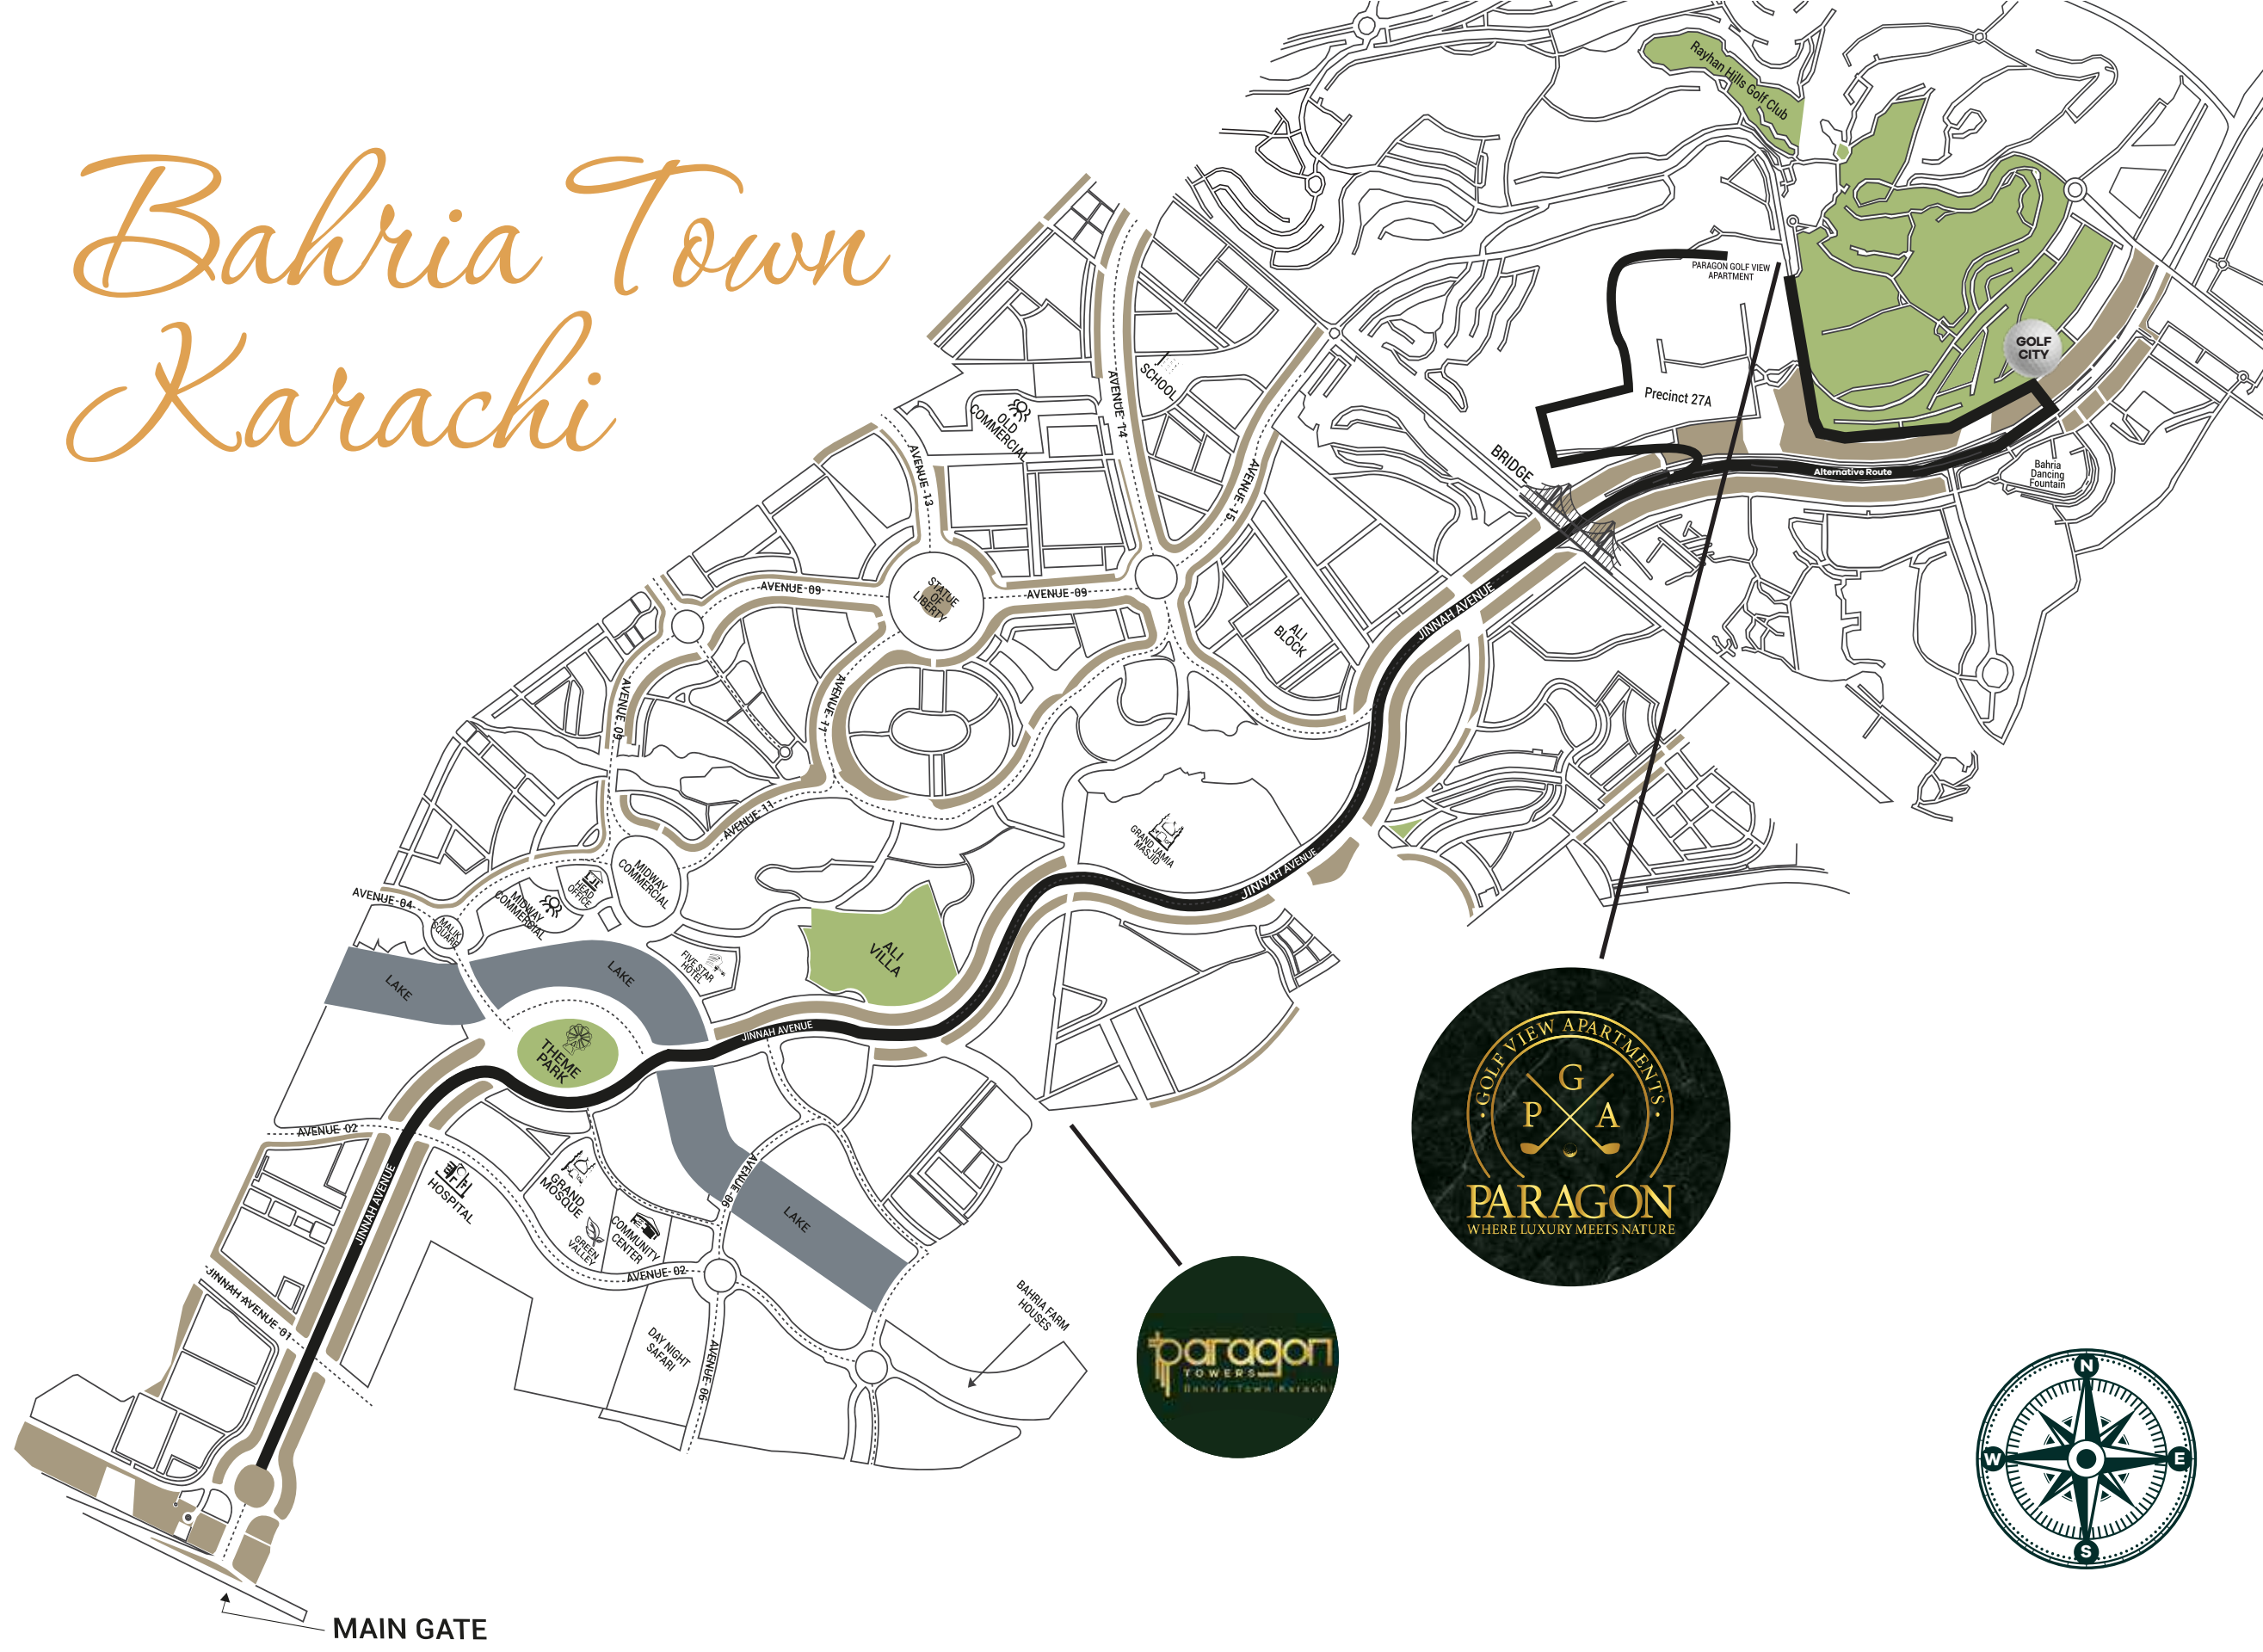 Bahria Town
Karachi
Rayhan Hills Golf Club
PARAGON GOLF VIEW
APARTMENT
GOLF
CITY
Precinct 27A
Alternative Route
Bahria
Dancing
Fountain
BRIDGE
SCHOOL
AVENUE -14
OLD
COMMERCIAL
AVENUE -13
AVENUE -15
STATUE
OF
LIBERTY
AVENUE -09
AVENUE -09
ALI
BLOCK
JINNAH AVENUE
AVENUE -09
AVENUE -11
AVENUE -11
GRAND JAMIA
MASJID
JINNAH AVENUE
MIDWAY
COMMERCIAL
HEAD
OFFICE
MIDWAY
COMMERCIAL
AVENUE -04
MALIK
SQUARE
ALI
VILLA
FIVE STAR
HOTEL
LAKE
LAKE
JINNAH AVENUE
THEME
PARK
AVENUE 02
HOSPITAL
GRAND
MOSQUE
GREEN
VALLEY
COMMUNITY
CENTER
AVENUE-06
LAKE
JINNAH AVENUE
AVENUE 02
JINNAH AVENUE -01
DAY NIGHT
SAFARI
AVENUE -06
BAHRIA FARM
HOUSES
GOLF VIEW APARTMENTS
G
P A
PARAGON
WHERE LUXURY MEETS NATURE
paragon
TOWERS
Bahria Town Karachi
N
W E
S
MAIN GATE